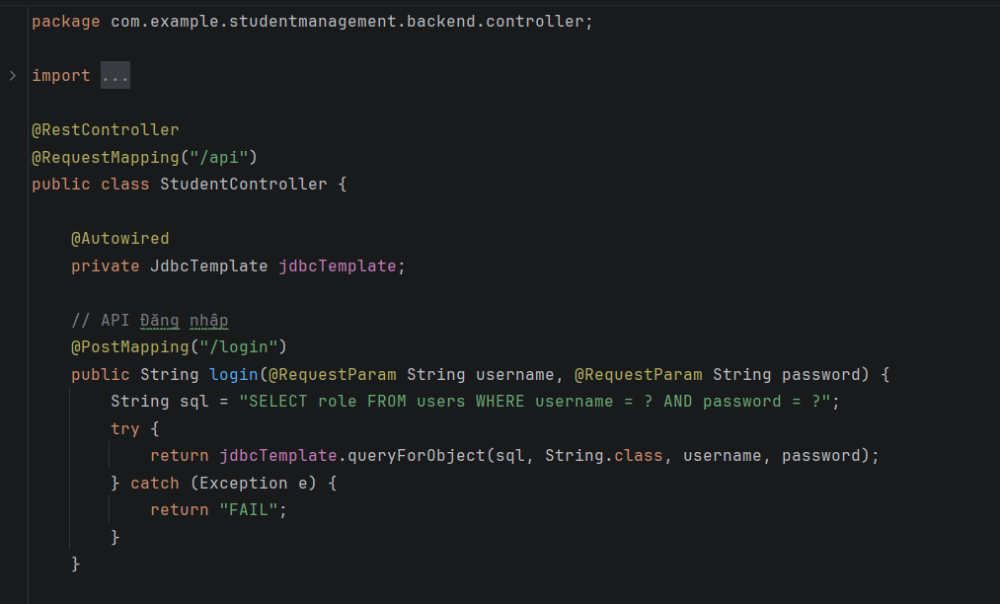 package com.example.studentmanagement.backend.controller;
import ...
@RestController
@RequestMapping("/api")
public class StudentController {
@Autowired
private JdbcTemplate jdbcTemplate;
// API Đăng nhập
@PostMapping("/login")
public String login(@RequestParam String username, @RequestParam String password) {
String sql = "SELECT role FROM users WHERE username = ? AND password = ?";
try {
return jdbcTemplate.queryForObject(sql, String.class, username, password);
} catch (Exception e) {
return "FAIL";
}
}